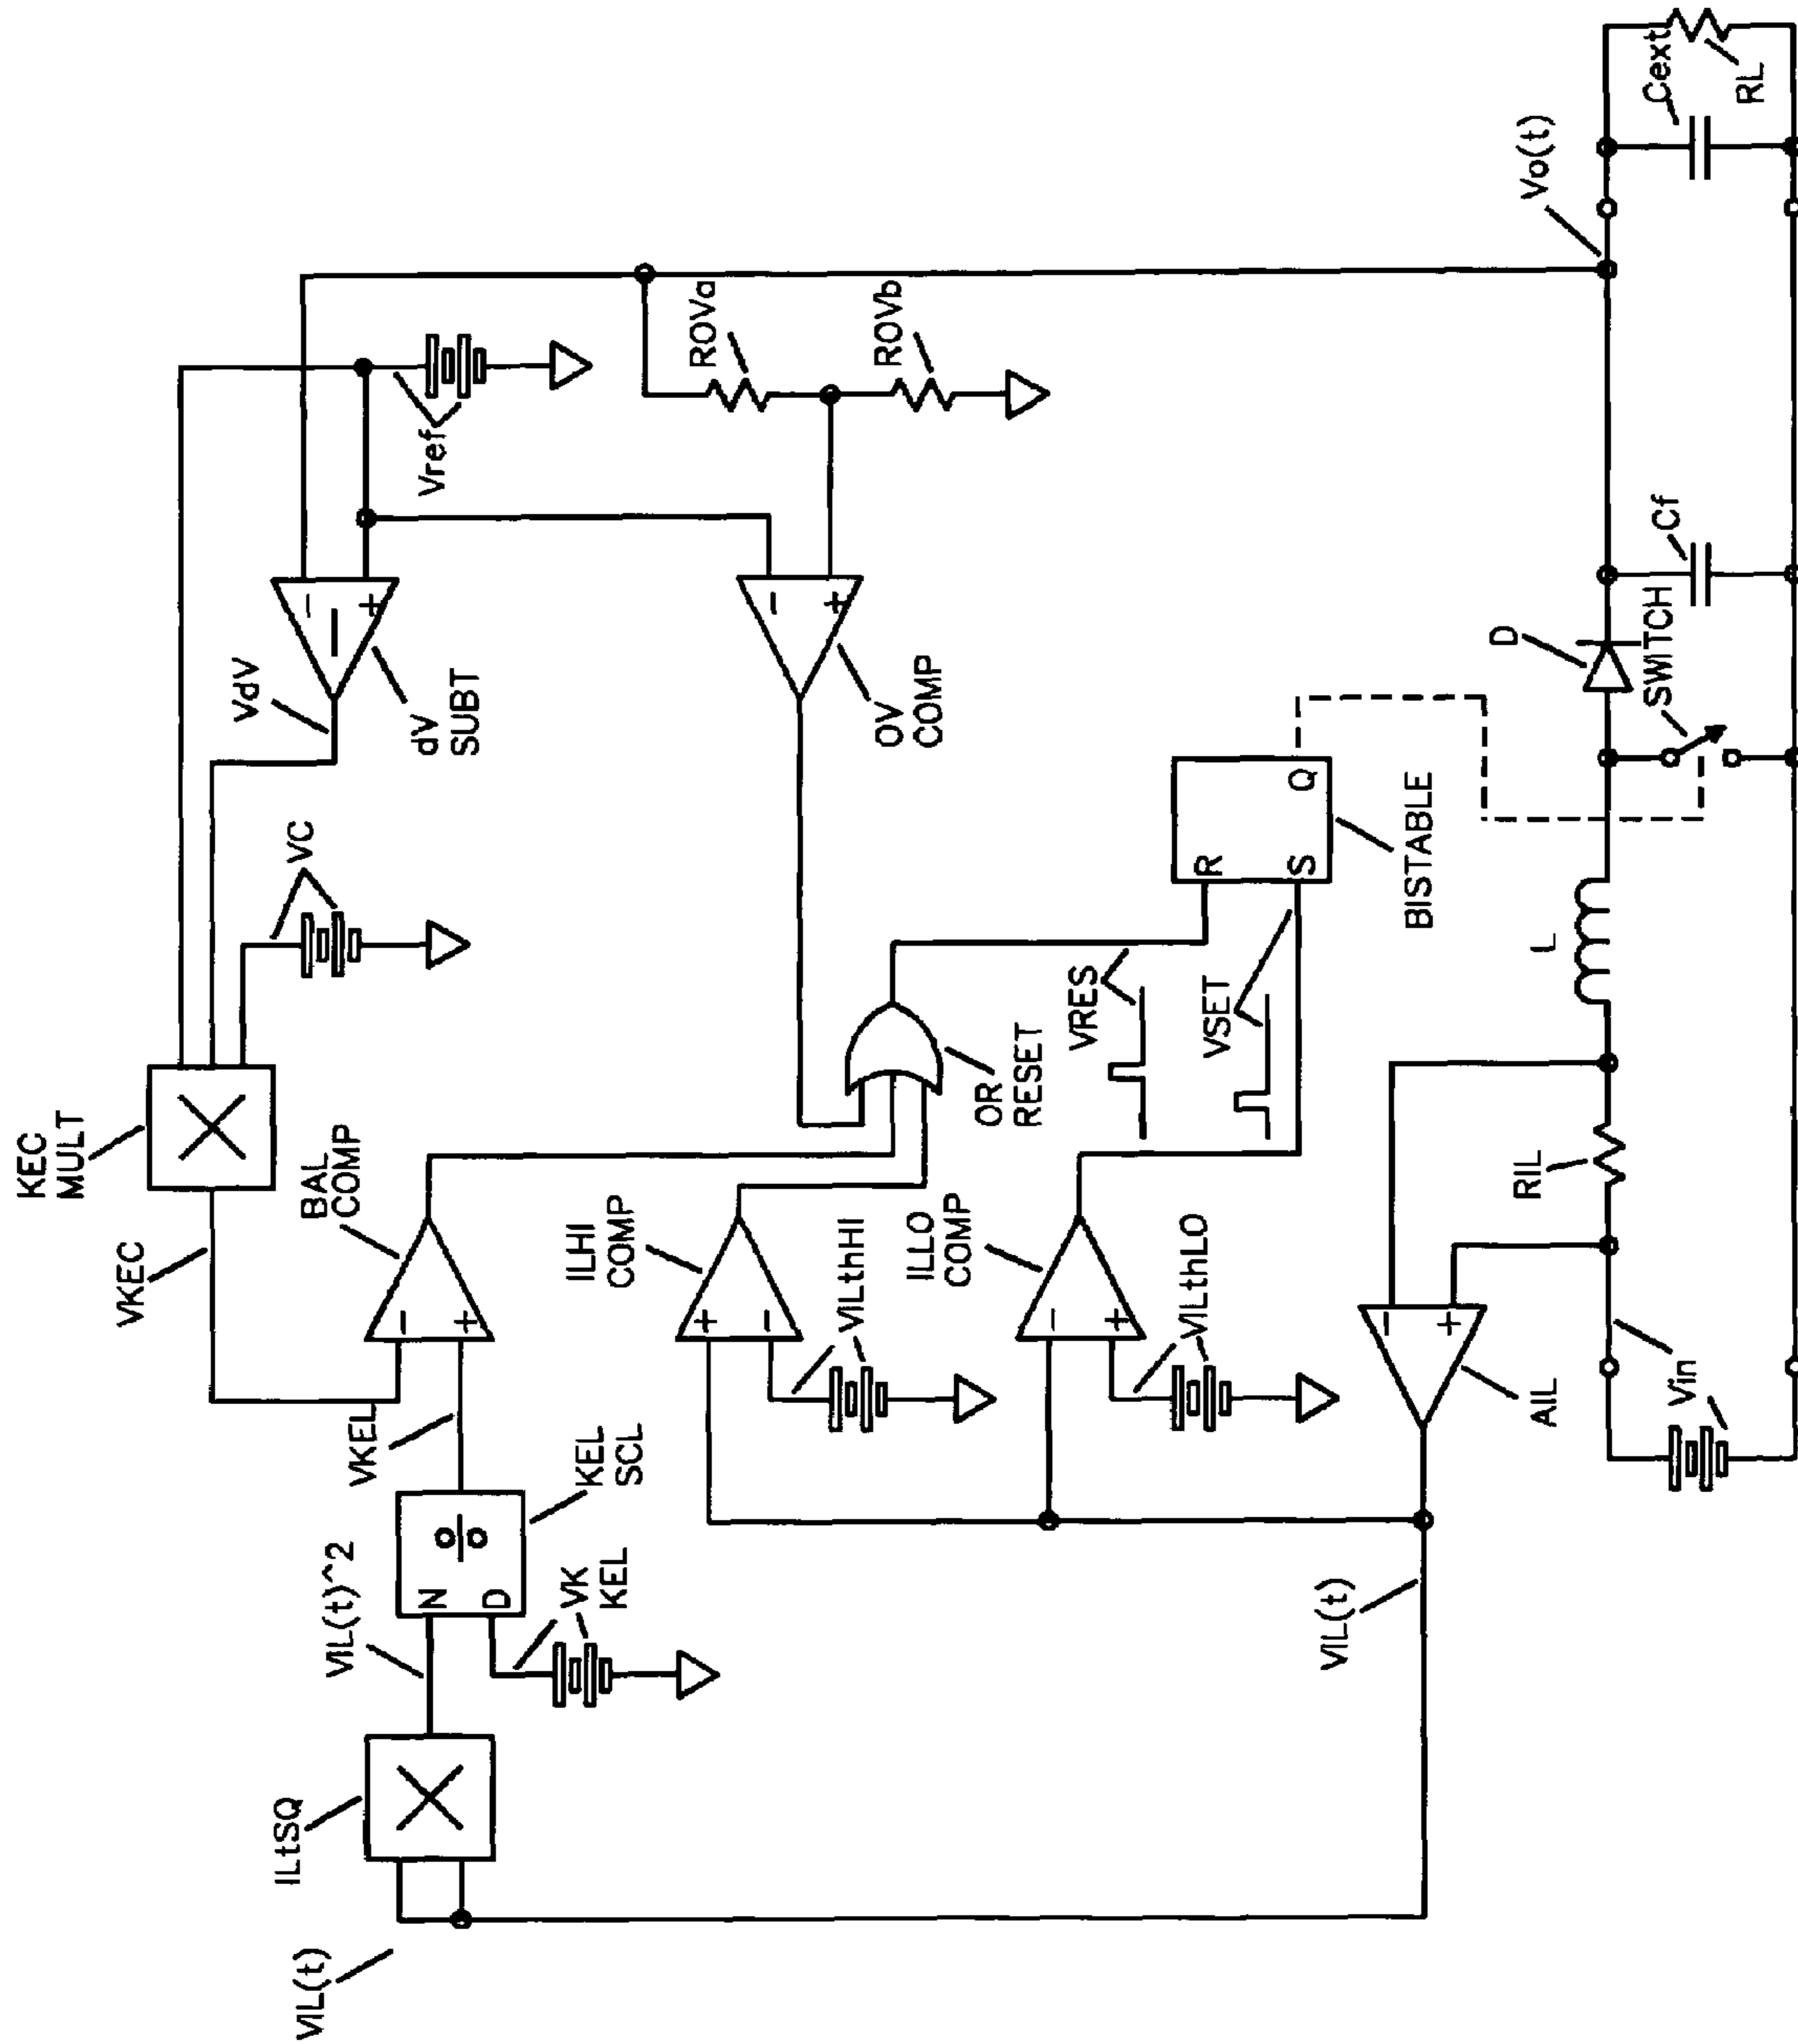 KEC
MULT
VKEC
BAL
COMP
VC
VdV
dV
SUBT
Vref
ILtSQ
VIL(t)
VIL(t)^2
N
D
KEL
SCL
VK
KEL
VKEL
-
+
-
+
ILHI
COMP
+
-
VILthHI
ILLO
COMP
-
+
VILthLO
OR
RESET
OV
COMP
-
+
ROVa
ROVb
VRES
VSET
R
S
Q
BISTABLE
VIL(t)
AIL
-
+
Vin
RIL
L
D
SWITCH
Cf
Vo(t)
Cext
RL